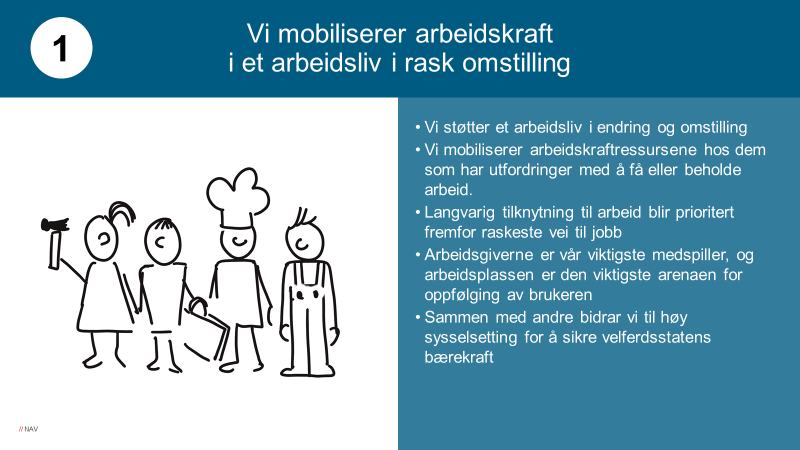 1
Vi mobiliserer arbeidskraft
i et arbeidsliv i rask omstilling
• Vi støtter et arbeidsliv i endring og omstilling
• Vi mobiliserer arbeidskraftressursene hos dem
som har utfordringer med å få eller beholde
arbeid.
• Langvarig tilknytning til arbeid blir prioritert
fremfor raskeste vei til jobb
• Arbeidsgiverne er vår viktigste medspiller, og
arbeidsplassen er den viktigste arenaen for
oppfølging av brukeren
• Sammen med andre bidrar vi til høy
sysselsetting for å sikre velferdsstatens
bærekraft
// NAV